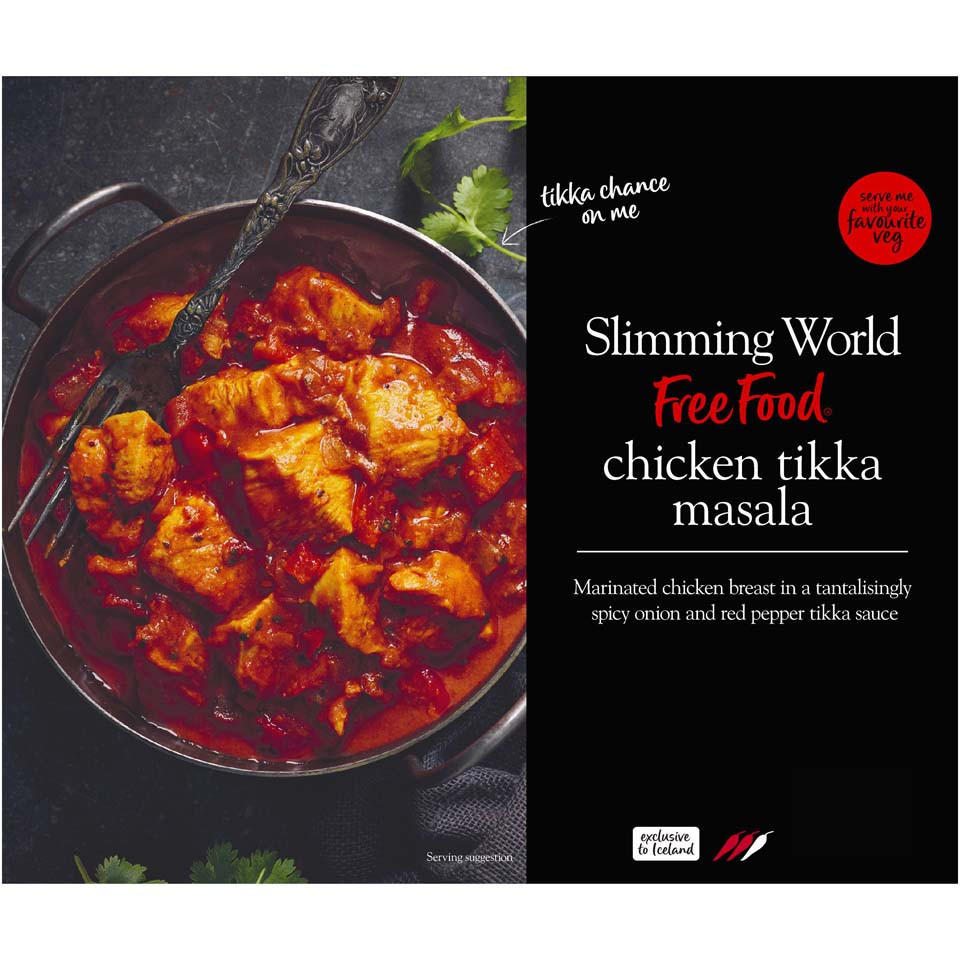 tikka chance
on me
serve me
with your
favourite
veg
Slimming World
Free Food®
chicken tikka
masala
Marinated chicken breast in a tantalisingly
spicy onion and red pepper tikka sauce
exclusive
to Iceland
Serving suggestion